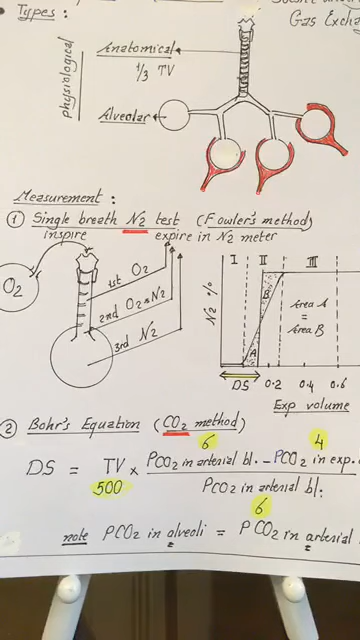 • Types:
Gas Excha
physiological
Anatomical
1/3 TV
Alveolar
Measurement:
① Single breath N2 test (Fowler's method)
inspire expire in N2 meter
O2
1st O2
2nd O2 & N2
3rd N2
N2 %
I II III
B
A
Area A
=
Area B
DS 0.2 0.4 0.6
Exp volume
② Bohr's Equation (CO2 method)
6 4
DS = TV x PCO2 in arterial bl. - PCO2 in exp.
500 PCO2 in arterial bl.
6
note PCO2 in alveoli = PCO2 in arterial